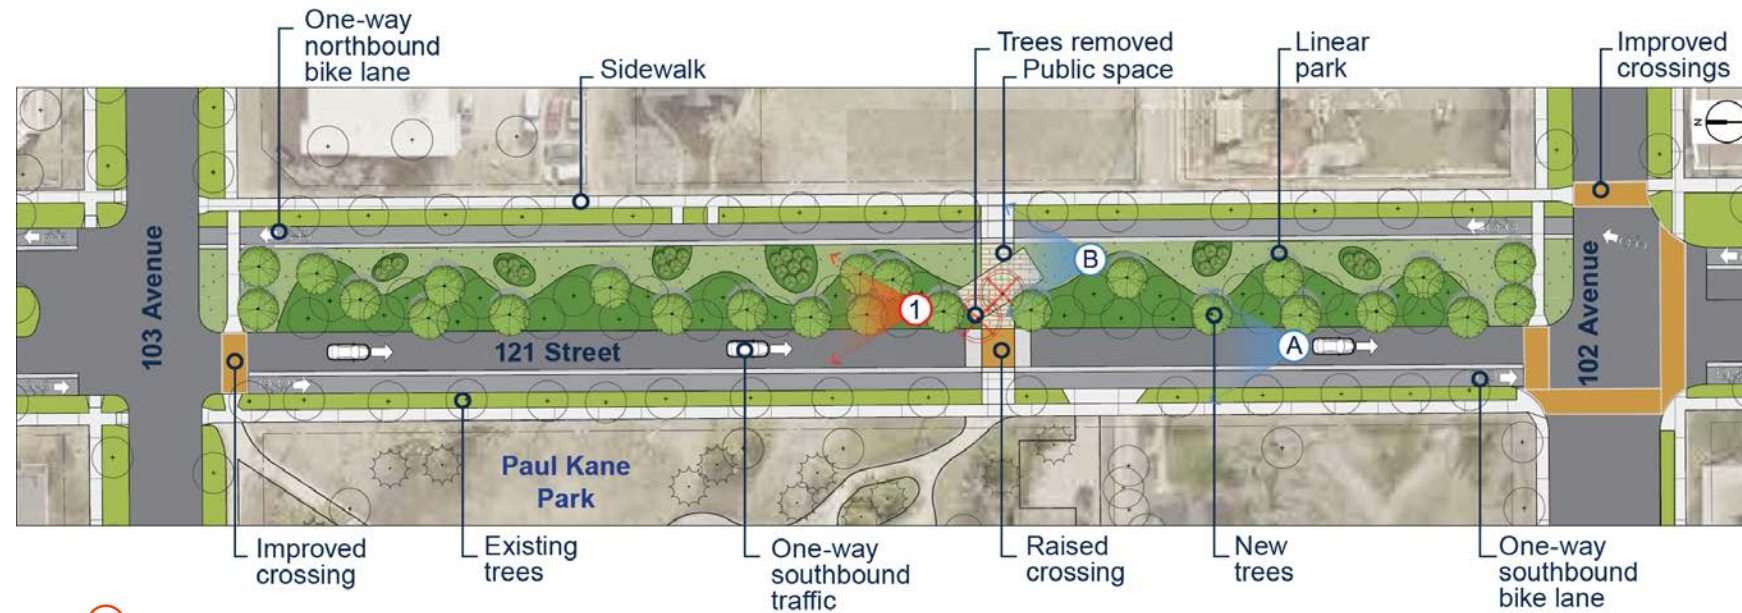 One-way
northbound
bike lane
Sidewalk
Trees removed
Public space
Linear
park
Improved
crossings
N
103 Avenue
121 Street
102 Avenue
1
B
A
Paul Kane
Park
Improved
crossing
Existing
trees
One-way
southbound
traffic
Raised
crossing
New
trees
One-way
southbound
bike lane